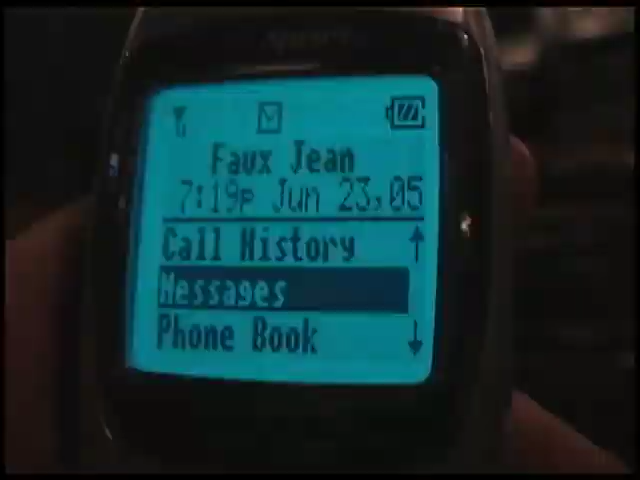 Faux Jean
7:19p Jun 23,05
Call History
Messages
Phone Book